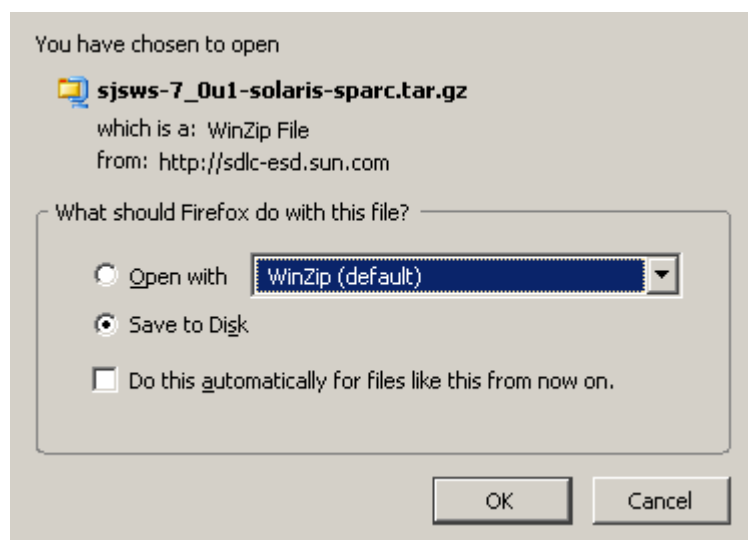 You have chosen to open
sjsws-7_0u1-solaris-sparc.tar.gz
which is a: WinZip File
from: http://sdlc-esd.sun.com
What should Firefox do with this file?
Open with WinZip (default)
Save to Disk
Do this automatically for files like this from now on.
OK Cancel